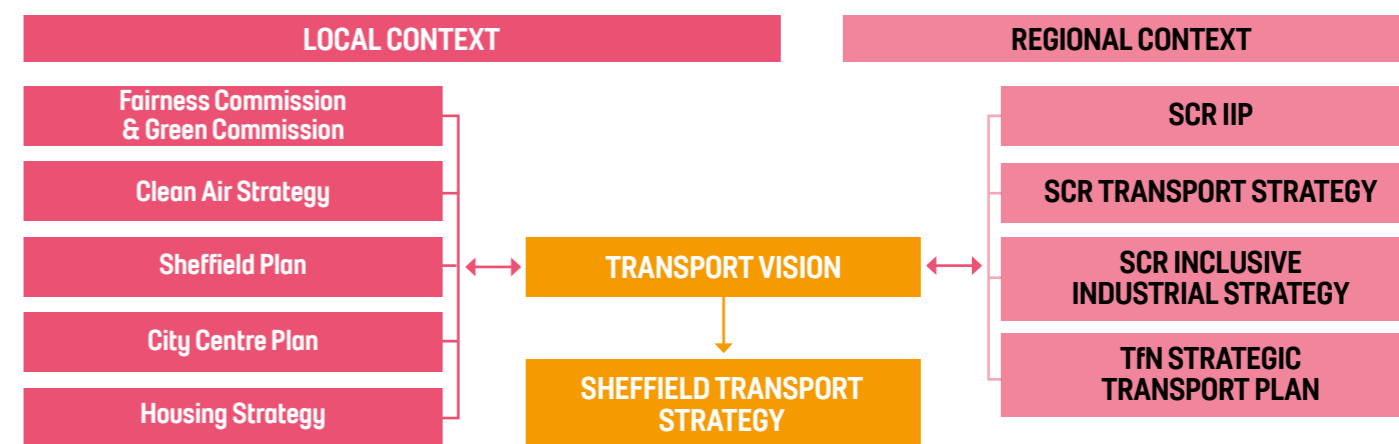 LOCAL CONTEXT
REGIONAL CONTEXT
Fairness Commission
& Green Commission
Clean Air Strategy
Sheffield Plan
City Centre Plan
Housing Strategy
TRANSPORT VISION
SHEFFIELD TRANSPORT
STRATEGY
SCR IIP
SCR TRANSPORT STRATEGY
SCR INCLUSIVE
INDUSTRIAL STRATEGY
TfN STRATEGIC
TRANSPORT PLAN